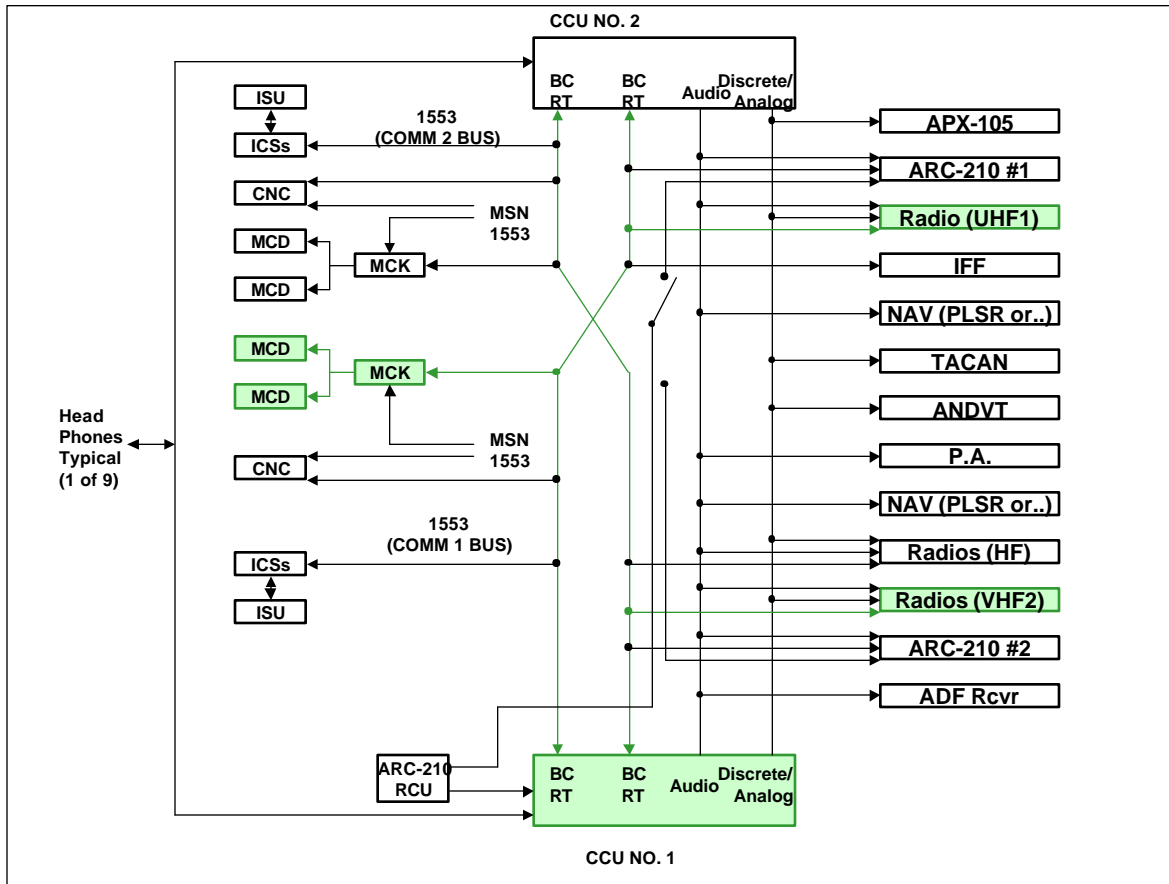 CCU NO. 2
BC
RT
BC
RT
Audio
Discrete/
Analog
ISU
ICSs
1553
(COMM 2 BUS)
CNC
MSN
1553
MCD
MCD
MCK
MCD
MCD
MCK
Head
Phones
Typical
(1 of 9)
CNC
MSN
1553
1553
(COMM 1 BUS)
ICSs
ISU
APX-105
ARC-210 #1
Radio (UHF1)
IFF
NAV (PLSR or..)
TACAN
ANDVT
P.A.
NAV (PLSR or..)
Radios (HF)
Radios (VHF2)
ARC-210 #2
ADF Rcvr
ARC-210
RCU
BC
RT
BC
RT
Audio
Discrete/
Analog
CCU NO. 1